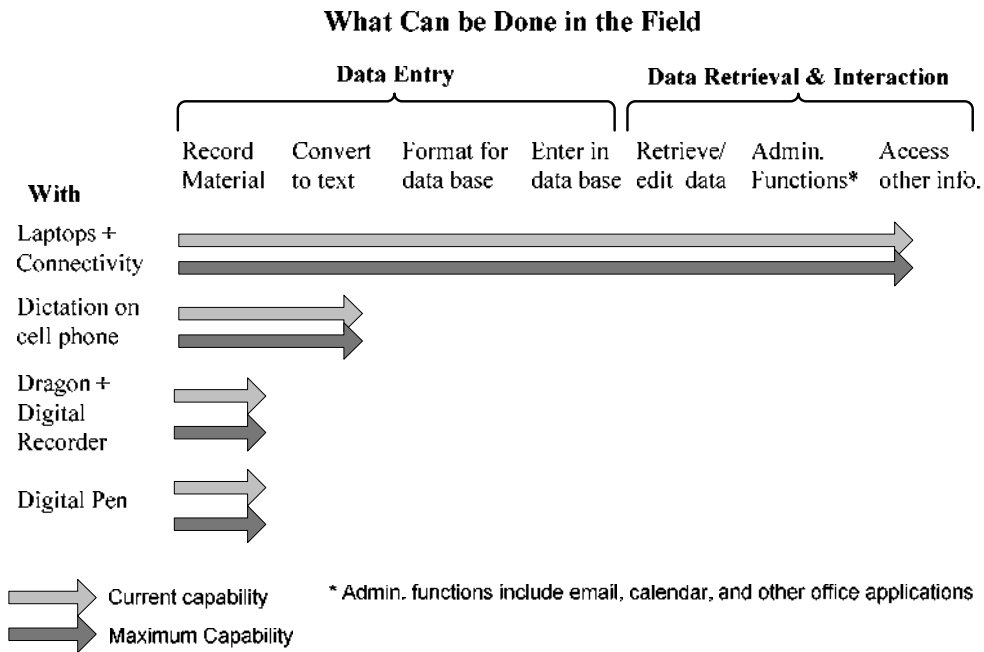 What Can be Done in the Field
Data Entry
Data Retrieval & Interaction
Record
Material
Convert
to text
Format for
data base
Enter in
data base
Retrieve/
edit data
Admin.
Functions*
Access
other info.
With
Laptops +
Connectivity
Dictation on
cell phone
Dragon +
Digital
Recorder
Digital Pen
Current capability
Maximum Capability
* Admin. functions include email, calendar, and other office applications